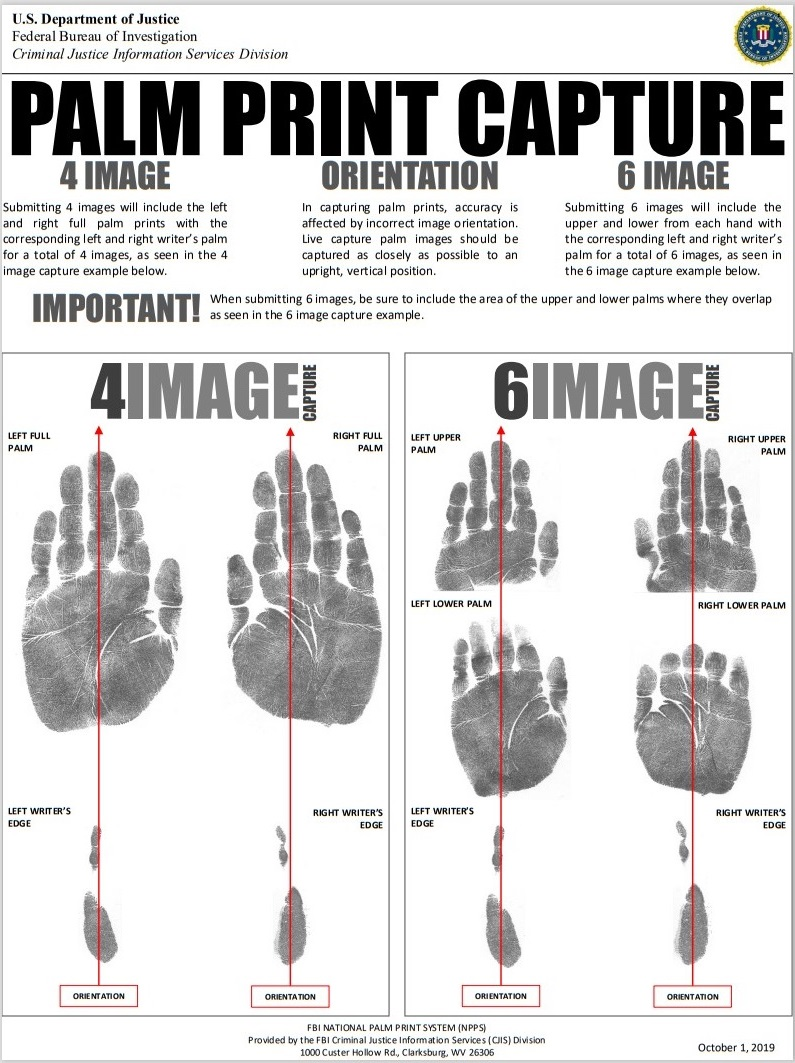 U.S. Department of Justice
Federal Bureau of Investigation
Criminal Justice Information Services Division
PALM PRINT CAPTURE
4 IMAGE
Submitting 4 images will include the left
and right full palm prints with the
corresponding left and right writer's palm
for a total of 4 images, as seen in the 4
image capture example below.
ORIENTATION
In capturing palm prints, accuracy is
affected by incorrect image orientation.
Live capture palm images should be
captured as closely as possible to an
upright, vertical position.
6 IMAGE
Submitting 6 images will include the
upper and lower from each hand with
the corresponding left and right writer's
palm for a total of 6 images, as seen in
the 6 image capture example below.
IMPORTANT!
When submitting 6 images, be sure to include the area of the upper and lower palms where they overlap
as seen in the 6 image capture example.
4IMAGE CAPTURE
LEFT FULL
PALM
RIGHT FULL
PALM
LEFT WRITER'S
EDGE
RIGHT WRITER'S
EDGE
ORIENTATION
ORIENTATION
6IMAGE CAPTURE
LEFT UPPER
PALM
RIGHT UPPER
PALM
LEFT LOWER PALM
RIGHT LOWER PALM
LEFT WRITER'S
EDGE
RIGHT WRITER'S
EDGE
ORIENTATION
ORIENTATION
FBI NATIONAL PALM PRINT SYSTEM (NPPS)
Provided by the FBI Criminal Justice Information Services (CJIS) Division
1000 Custer Hollow Rd., Clarksburg, WV 26306
October 1, 2019